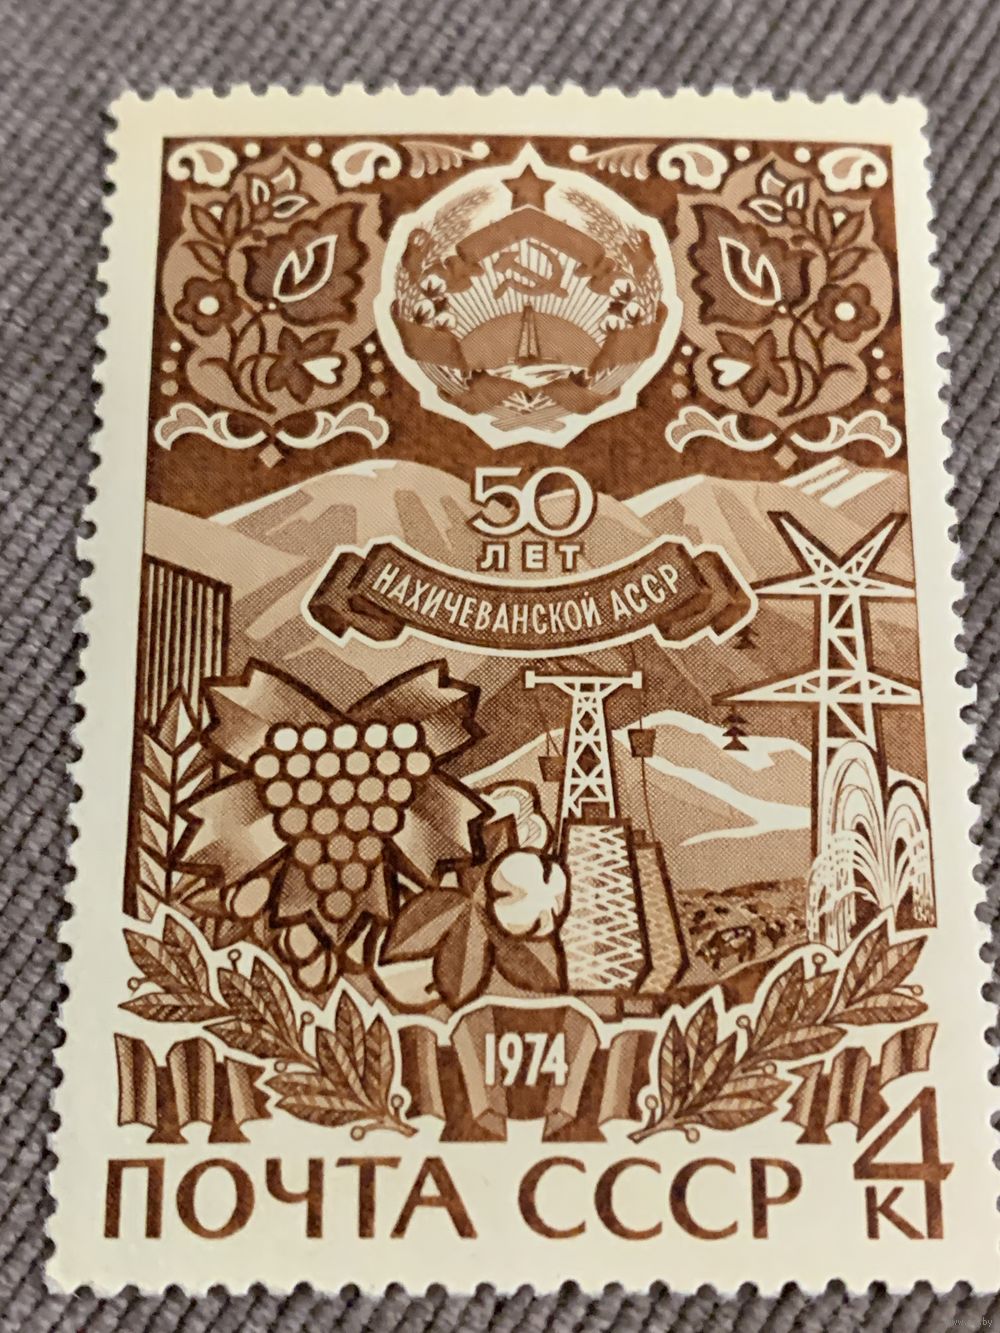 50
ЛЕТ
НАХИЧЕВАНСКОЙ АССР
1974
ПОЧТА СССР 4
К